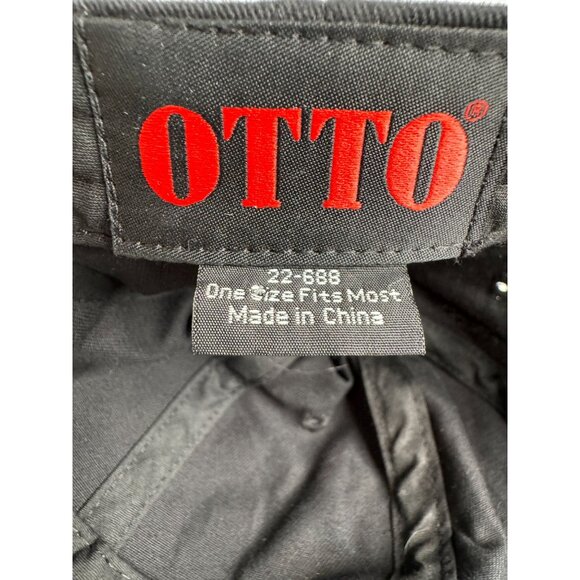 OTTO®
22-688
One Size Fits Most
Made in China